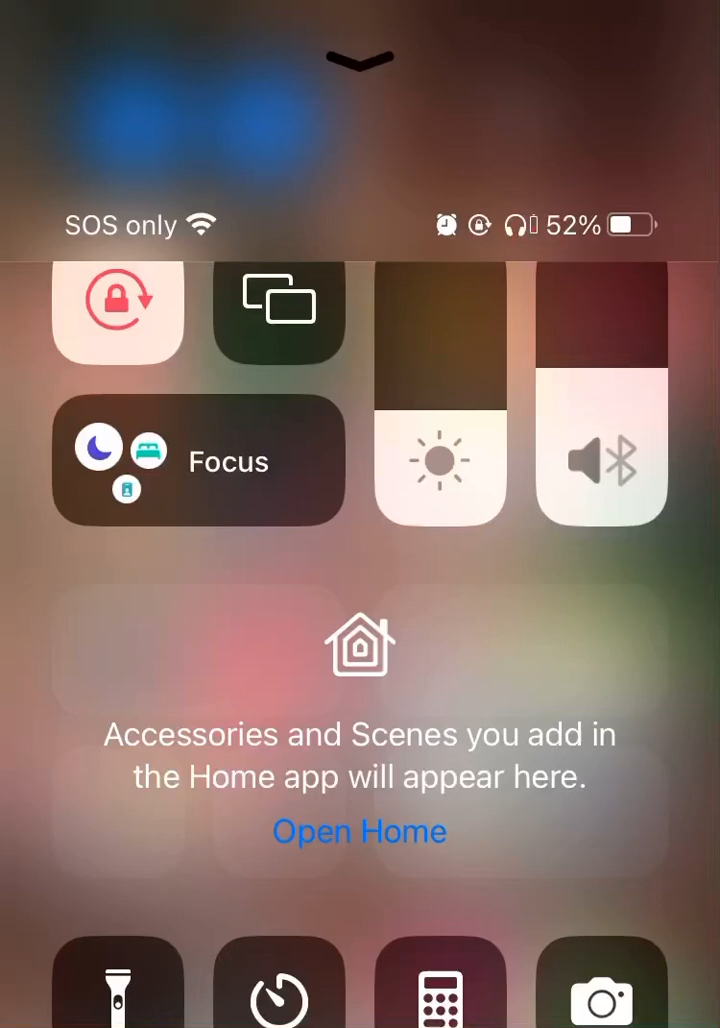 SOS only 52%
Focus
Accessories and Scenes you add in
the Home app will appear here.
Open Home